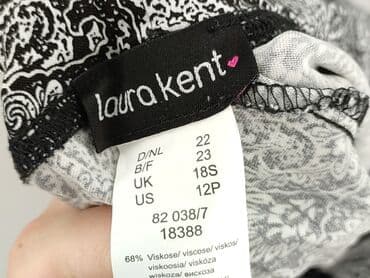 laura kent
D/NL 22
B/F 23
UK 18S
US 12P
82 038/7
18388
68% Viskose/ viscose/ viskos/
viskoosia/ viskoza/
wiskoza/ вискоза